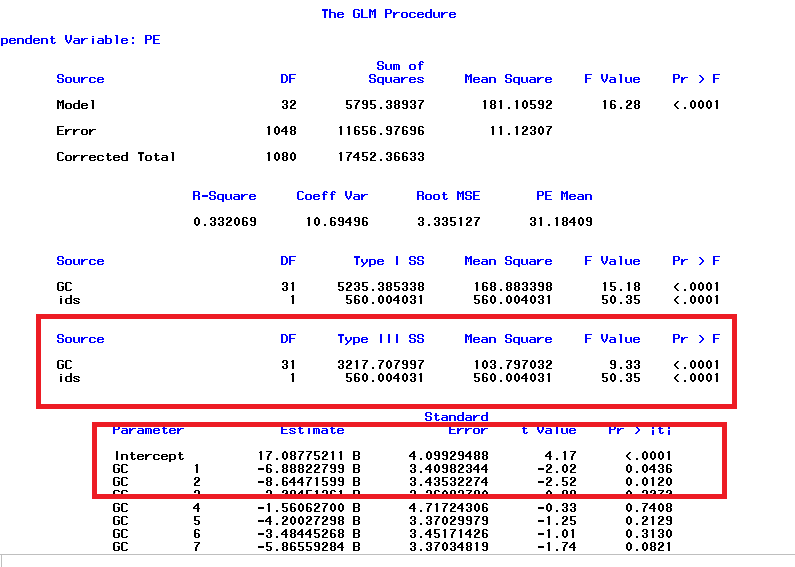 The GLM Procedure
pendent Variable: PE
Sum of
Source DF Squares Mean Square F Value Pr > F
Model 32 5795.38937 181.10592 16.28 <.0001
Error 1048 11656.97696 11.12307
Corrected Total 1080 17452.36633
R-Square Coeff Var Root MSE PE Mean
0.332069 10.69496 3.335127 31.18409
Source DF Type I SS Mean Square F Value Pr > F
GC 31 5235.385338 168.883398 15.18 <.0001
ids 1 560.004031 560.004031 50.35 <.0001
Source DF Type III SS Mean Square F Value Pr > F
GC 31 3217.707997 103.797032 9.33 <.0001
ids 1 560.004031 560.004031 50.35 <.0001
Standard
Parameter Estimate Error t Value Pr > |t|
Intercept 17.08775211 B 4.09929488 4.17 <.0001
GC 1 -6.88822799 B 3.40982344 -2.02 0.0436
GC 2 -8.64471599 B 3.43532274 -2.52 0.0120
GC 4 -1.56062700 B 4.71724306 -0.33 0.7408
GC 5 -4.20027298 B 3.37029979 -1.25 0.2129
GC 6 -3.48445268 B 3.45171426 -1.01 0.3130
GC 7 -5.86559284 B 3.37034819 -1.74 0.0821